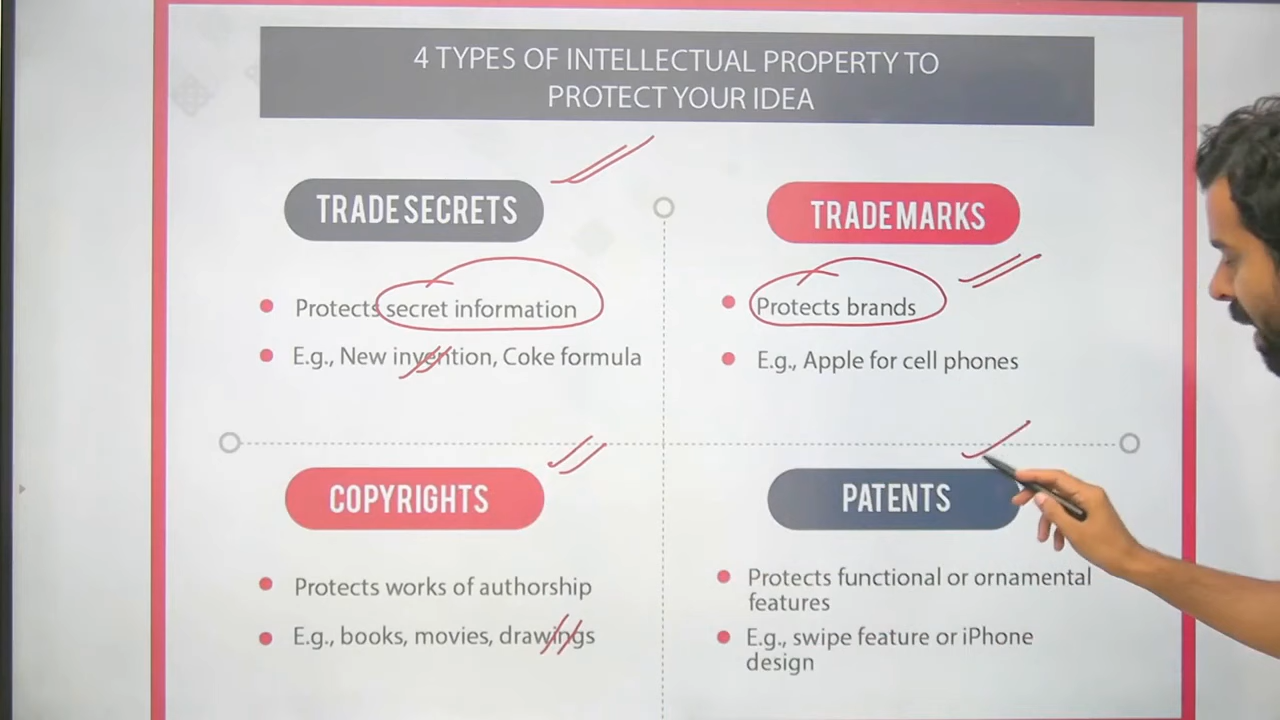 4 TYPES OF INTELLECTUAL PROPERTY TO
PROTECT YOUR IDEA
TRADE SECRETS
Protects secret information
E.g., New invention, Coke formula
TRADEMARKS
Protects brands
E.g., Apple for cell phones
COPYRIGHTS
Protects works of authorship
E.g., books, movies, drawings
PATENTS
Protects functional or ornamental
features
E.g., swipe feature or iPhone
design